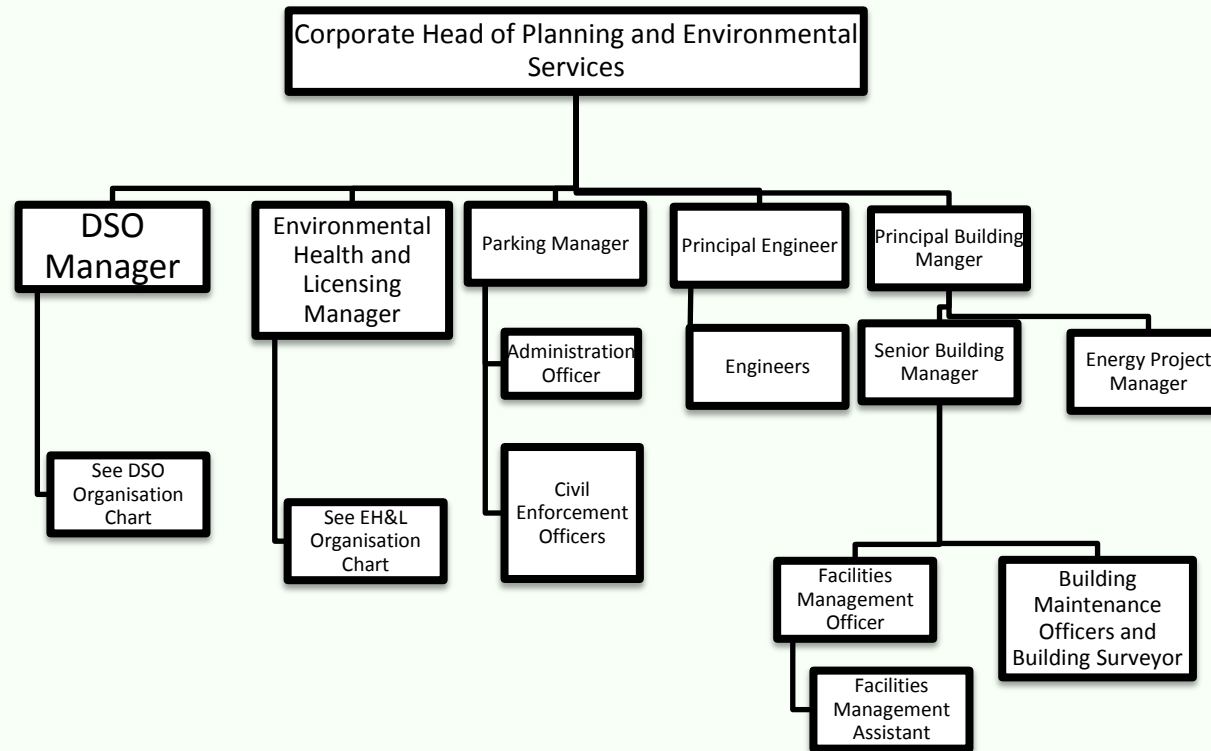 Corporate Head of Planning and Environmental
Services
DSO
Manager
Environmental
Health and
Licensing
Manager
Parking Manager
Principal Engineer
Principal Building
Manger
Administration
Officer
Engineers
Senior Building
Manager
Energy Project
Manager
See DSO
Organisation
Chart
See EH&L
Organisation
Chart
Civil
Enforcement
Officers
Facilities
Management
Officer
Building
Maintenance
Officers and
Building Surveyor
Facilities
Management
Assistant